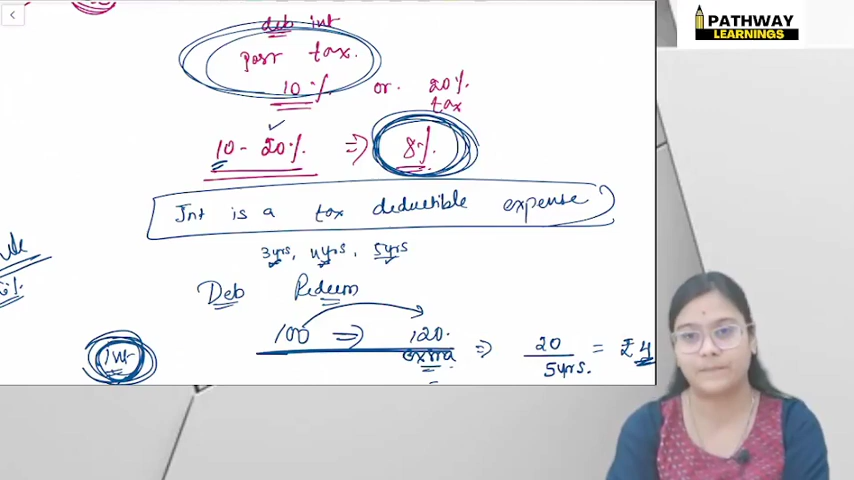 PATHWAY
LEARNINGS
deb int
post tax.
10% or. 20%
tax
10 - 20%. => 8%.
Int is a tax deductible expense
3yrs, 4yrs, 5yrs
Deb Redeem
100 => 120.
extra => 20/5yrs. = ₹4
Int